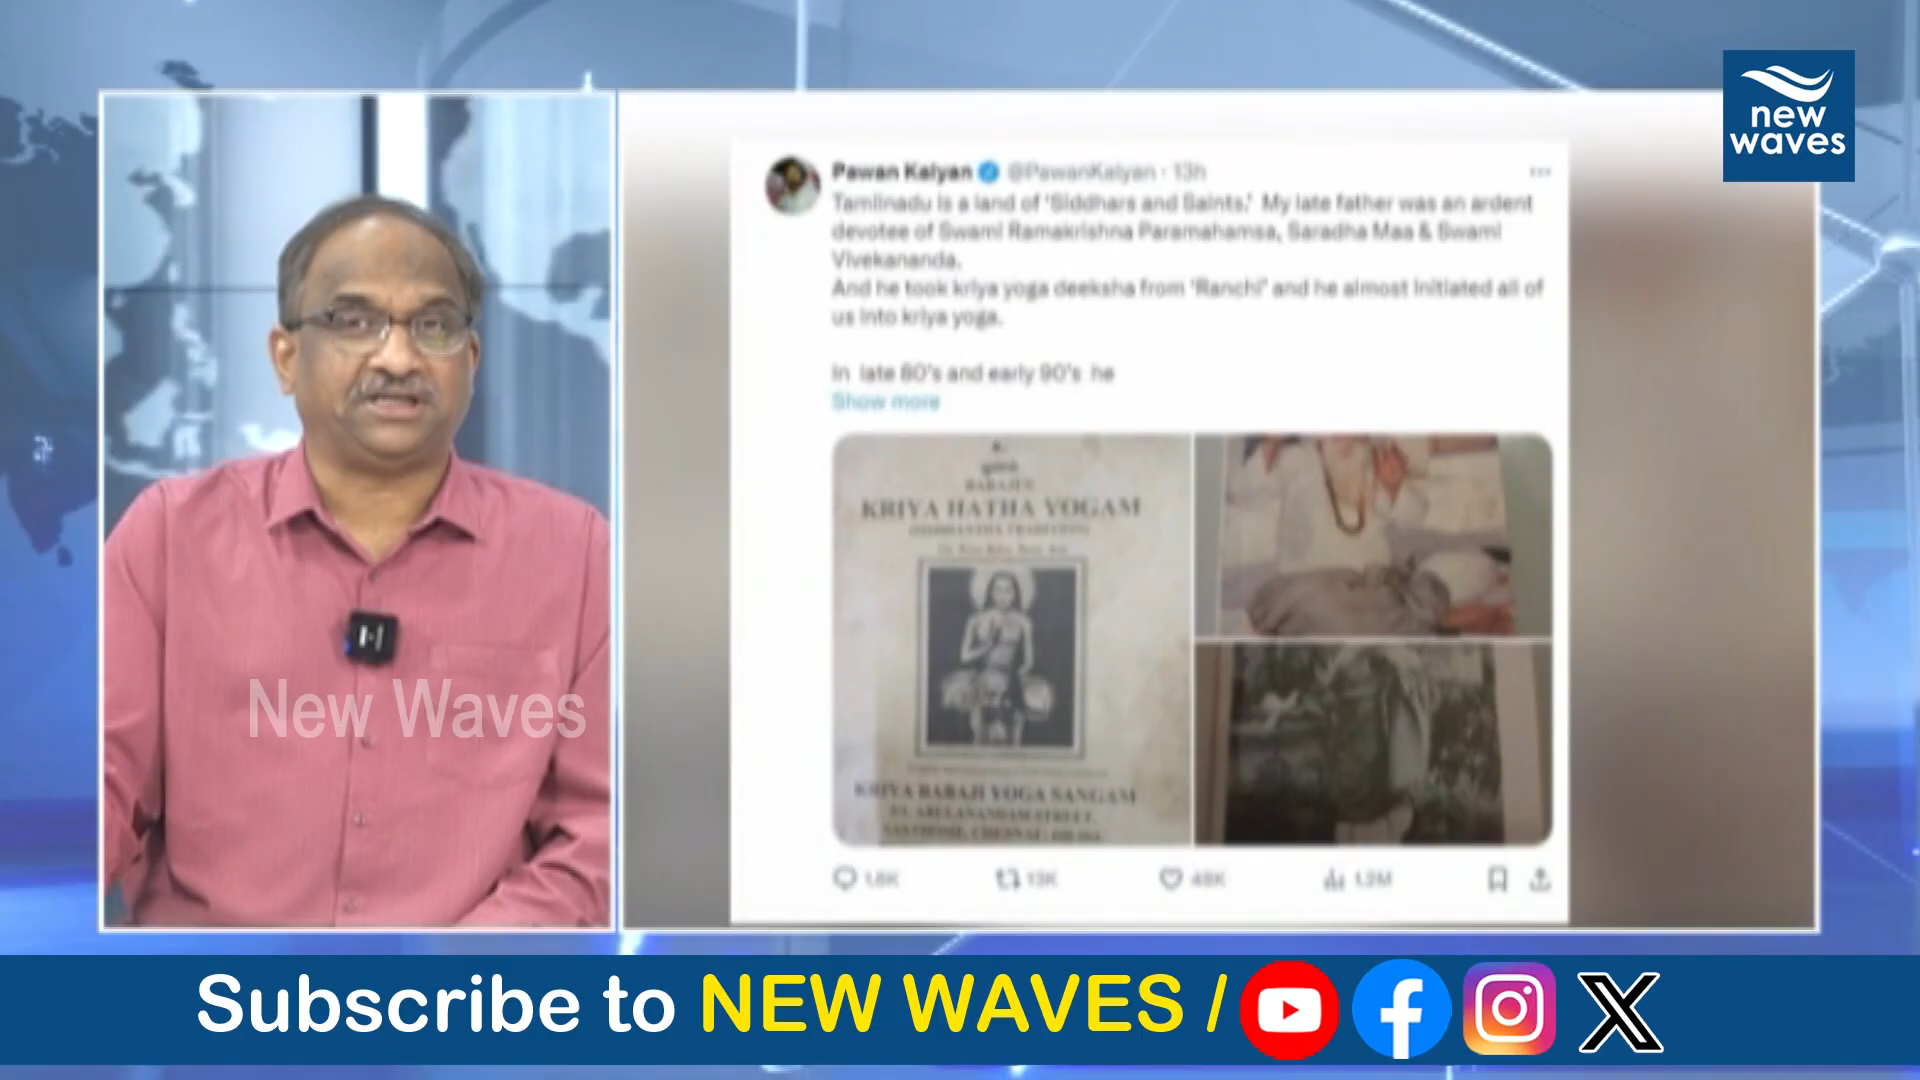 new
waves
Pawan Kalyan @PawanKalyan · 13h
Tamilnadu is a land of 'Siddhars and Saints.' My late father was an ardent
devotee of Swami Ramakrishna Paramahamsa, Saradha Maa & Swami
Vivekananda.
And he took kriya yoga deeksha from 'Ranchi' and he almost initiated all of
us into kriya yoga.
In late 80's and early 90's he
Show more
BABAJI'S
KRIYA HATHA YOGAM
KRIYA BABAJI YOGA SANGAM
1.2M
New Waves
Subscribe to NEW WAVES /